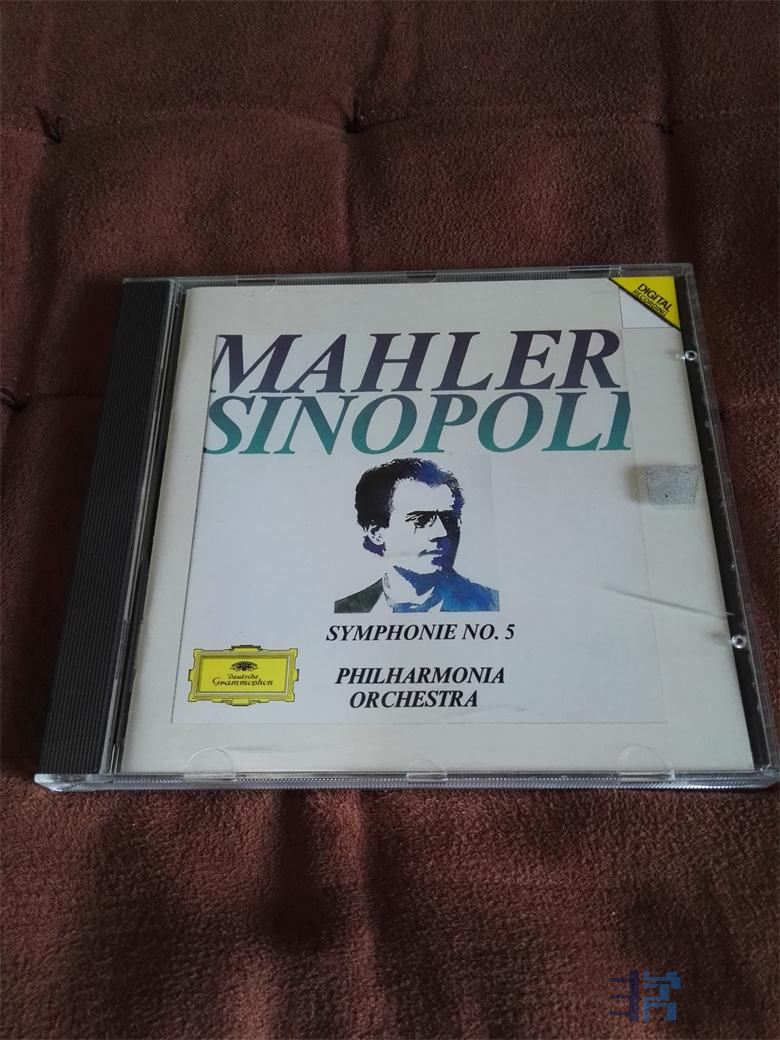 DIGITAL
RECORDING
MAHLER
SINOPOLI
SYMPHONIE NO. 5
Deutsche
Grammophon
PHILHARMONIA
ORCHESTRA